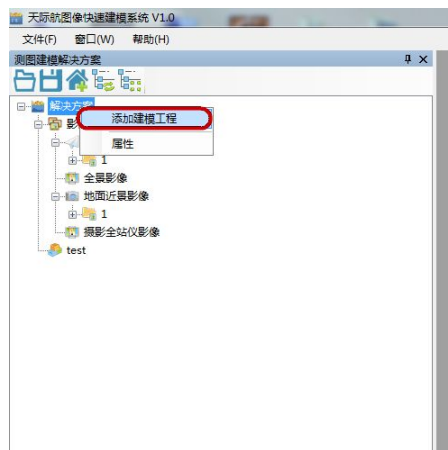 天际航图像快速建模系统 V1.0
文件(F) 窗口(W) 帮助(H)
测图建模解决方案
解决方案
添加建模工程
影
属性
1
全景影像
地面近景影像
1
摄影全站仪影像
test